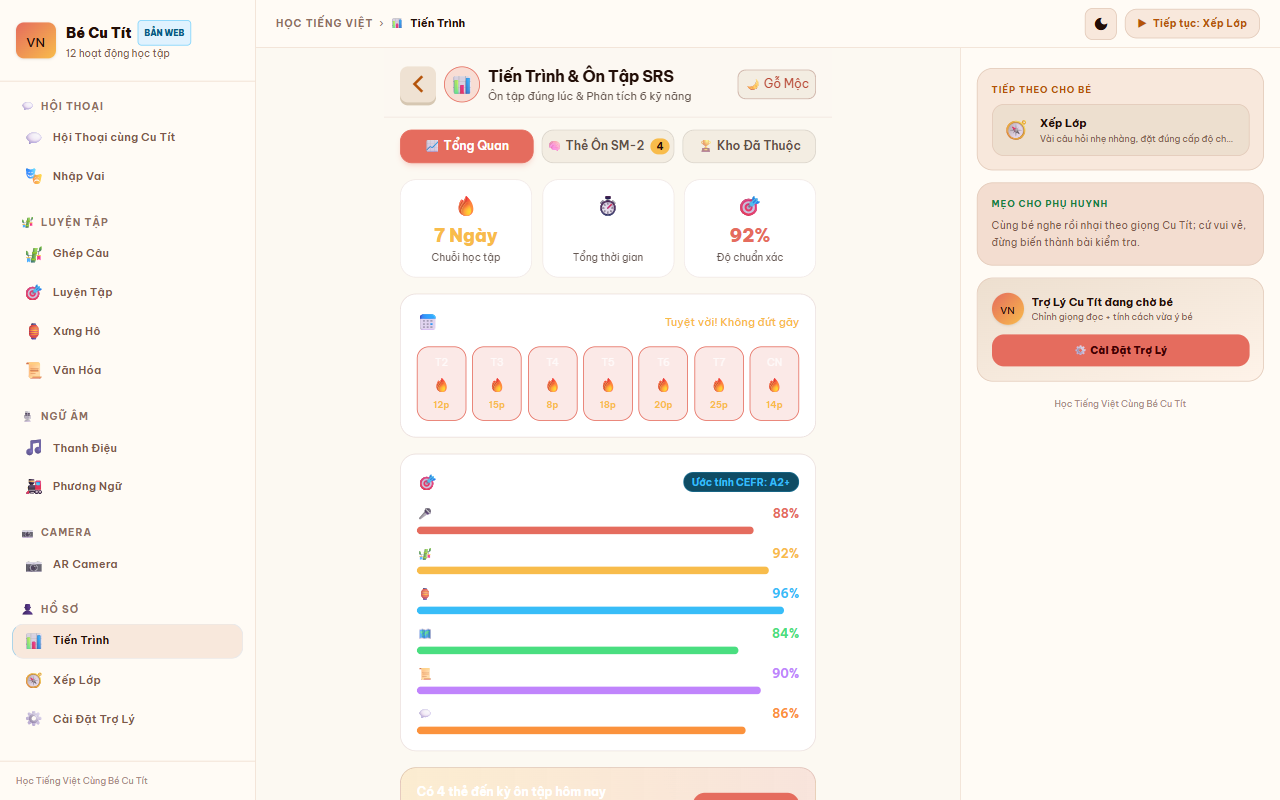 VN
Bé Cu Tít
BẢN WEB
12 hoạt động học tập
HỘI THOẠI
Hội Thoại cùng Cu Tít
Nhập Vai
LUYỆN TẬP
Ghép Câu
Luyện Tập
Xưng Hô
Văn Hóa
NGỮ ÂM
Thanh Điệu
Phương Ngữ
CAMERA
AR Camera
HỒ SƠ
Tiến Trình
Xếp Lớp
Cài Đặt Trợ Lý
Học Tiếng Việt Cùng Bé Cu Tít
HỌC TIẾNG VIỆT › Tiến Trình
Tiếp tục: Xếp Lớp
Tiến Trình & Ôn Tập SRS
Ôn tập đúng lúc & Phân tích 6 kỹ năng
Gỗ Mộc
Tổng Quan
Thẻ Ôn SM-2 4
Kho Đã Thuộc
7 Ngày
Chuỗi học tập
Tổng thời gian
92%
Độ chuẩn xác
Tuyệt vời! Không đứt gãy
T2 T3 T4 T5 T6 T7 CN
12p 15p 8p 18p 20p 25p 14p
Ước tính CEFR: A2+
88%
92%
96%
84%
90%
86%
Có 4 thẻ đến kỳ ôn tập hôm nay
TIẾP THEO CHO BÉ
Xếp Lớp
Vài câu hỏi nhẹ nhàng, đặt đúng cấp độ ch...
MẸO CHO PHỤ HUYNH
Cùng bé nghe rồi nhại theo giọng Cu Tít; cứ vui vẻ,
đừng biến thành bài kiểm tra.
VN
Trợ Lý Cu Tít đang chờ bé
Chỉnh giọng đọc + tính cách vừa ý bé
Cài Đặt Trợ Lý
Học Tiếng Việt Cùng Bé Cu Tít